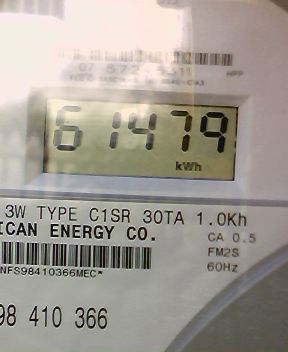 61479
kWh
3W TYPE C1SR 30TA 1.0Kh
ICAN ENERGY CO.
CA 0.5
FM2S
60Hz
NFS98410366MEC*
98 410 366